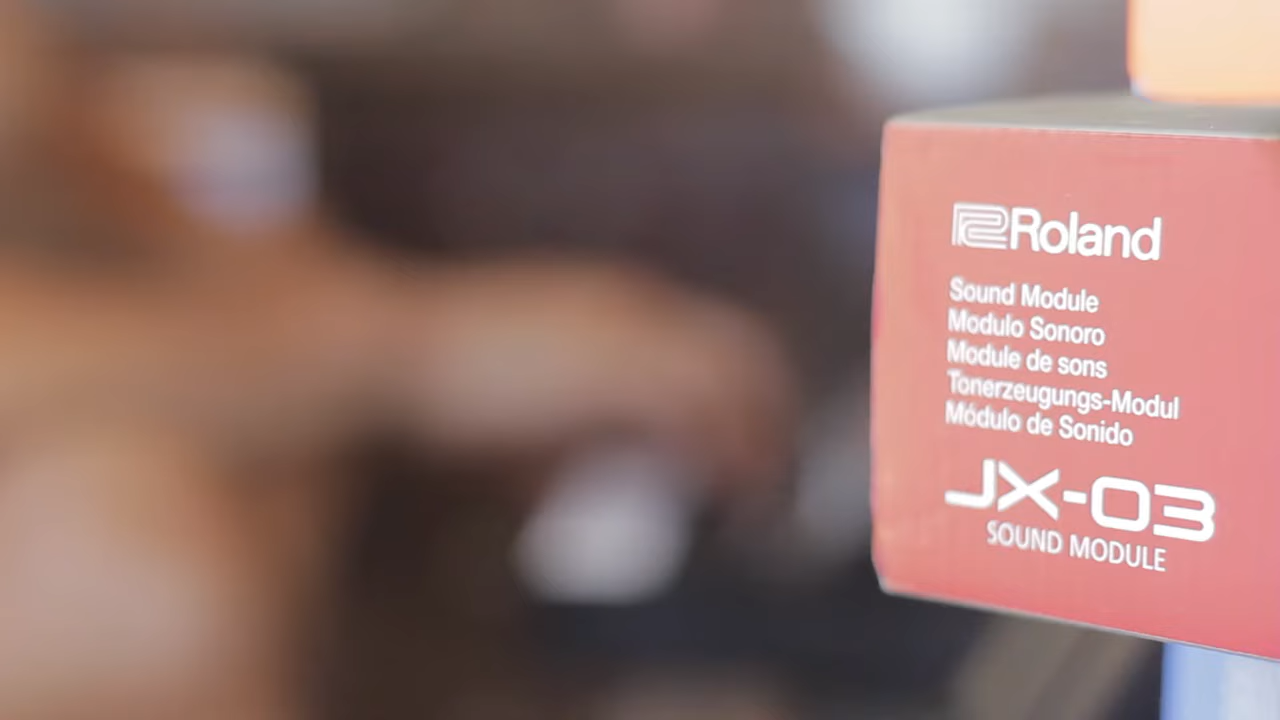 Roland
Sound Module
Modulo Sonoro
Module de sons
Tonerzeugungs-Modul
Módulo de Sonido
JX-03
SOUND MODULE